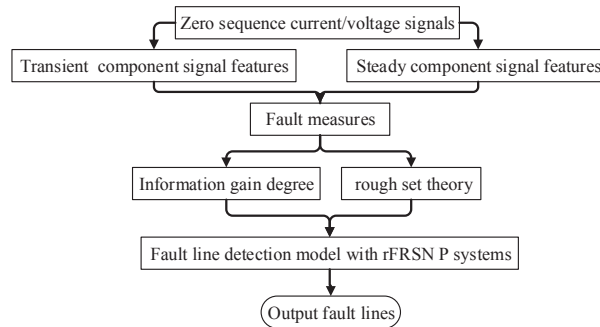 Zero sequence current/voltage signals
Transient component signal features
Steady component signal features
Fault measures
Information gain degree
rough set theory
Fault line detection model with rFRSN P systems
Output fault lines